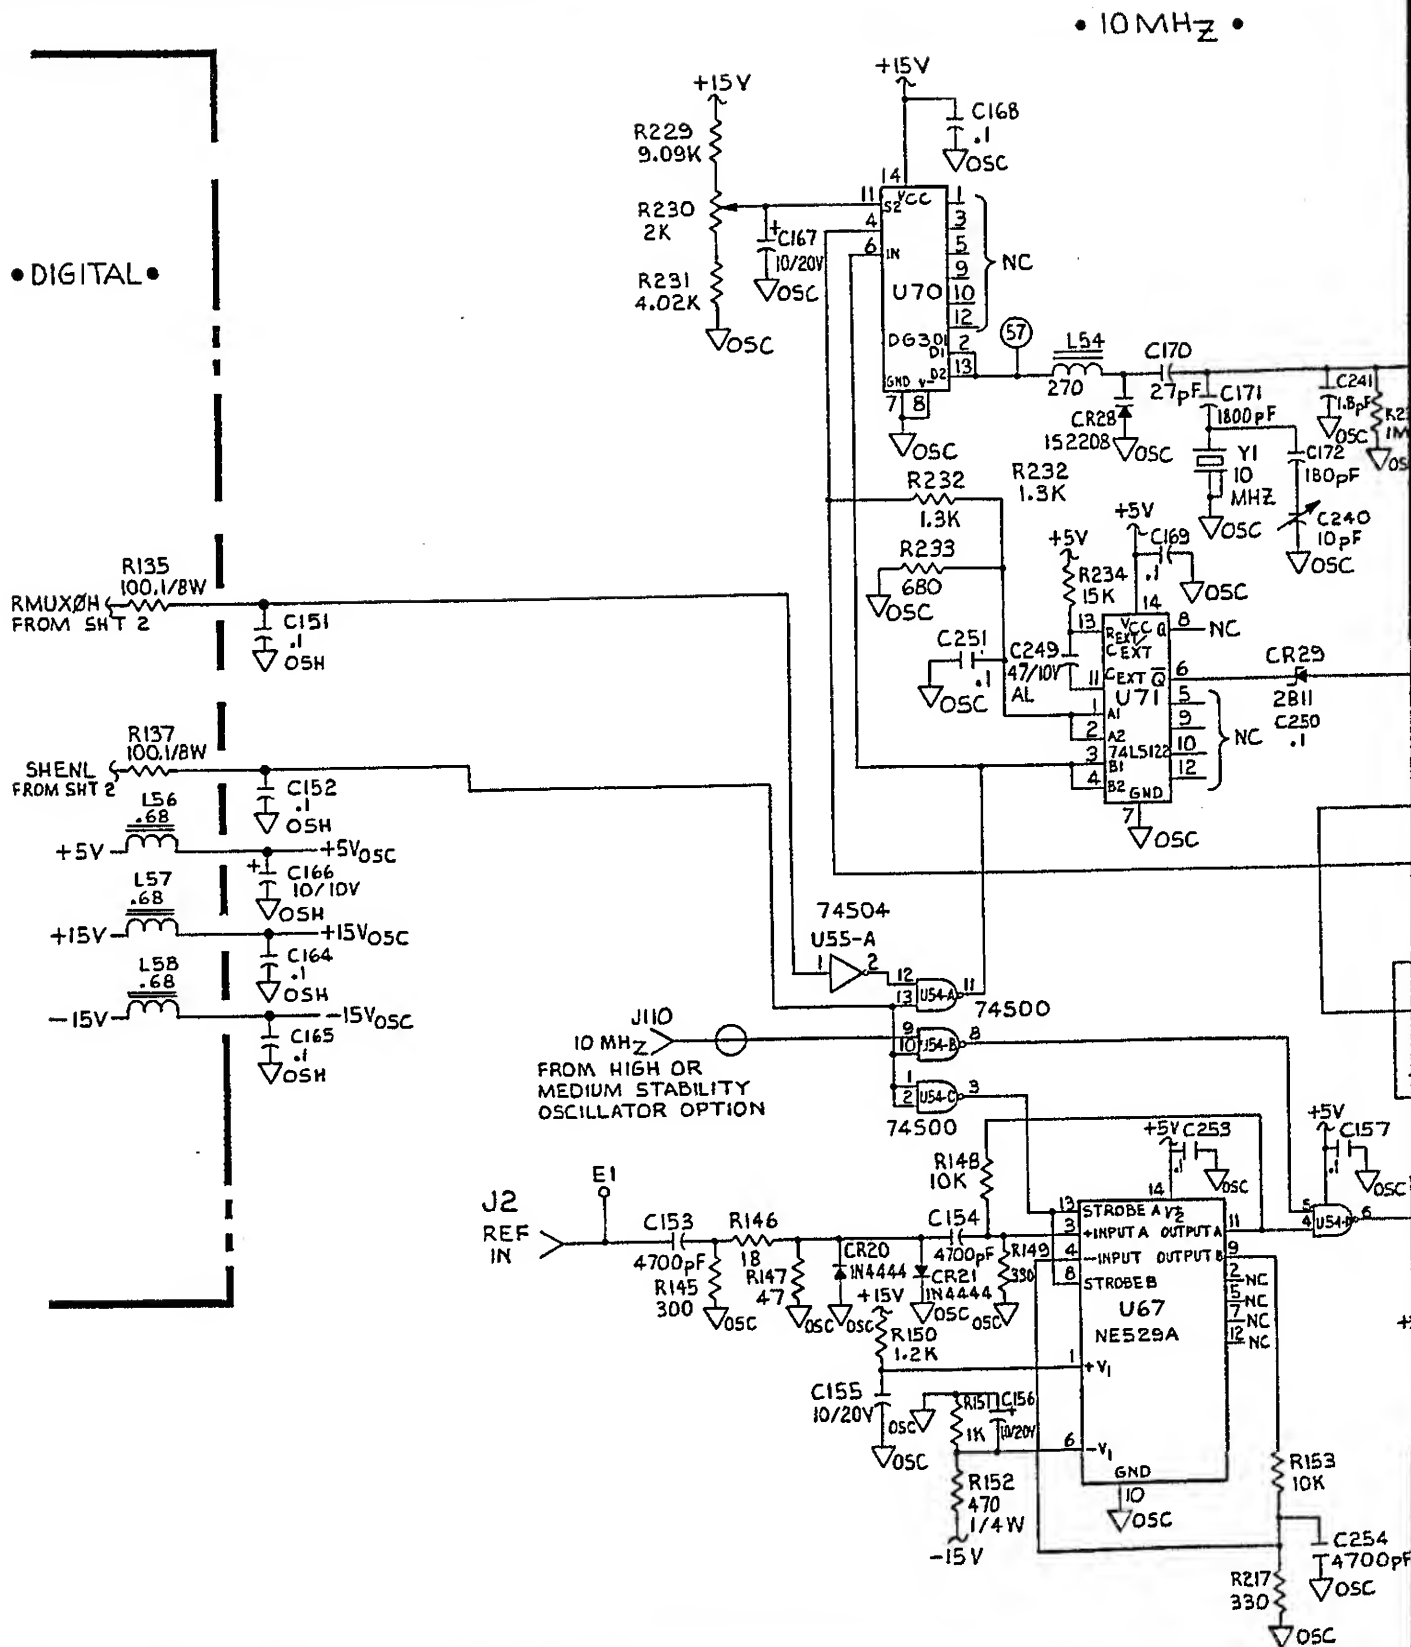 • 10MHz •
• DIGITAL •
+15V
R229
9.09K
R230
2K
R231
4.02K
OSC
+
C167
10/20V
OSC
+15V
C168
.1
OSC
14
VCC
11
S2
4
6
IN
1
3
5
9
10
12
NC
U70
DG301
D1
2
D2
13
GND
V-
7
8
OSC
57
L54
270
CR28
1S2208
OSC
C170
27pF
C171
1800pF
Y1
10
MHZ
OSC
C172
180pF
C240
10pF
OSC
C241
1.8pF
OSC
1M
R232
1.3K
R232
1.3K
R233
680
OSC
C251
.1
OSC
+5V
R234
15K
C249
47/10V
AL
+5V
C169
.1
OSC
14
13
REXT/
CEXT
VCC
Q
8
NC
11
CEXT
Q
6
U71
1
A1
2
A2
74LS122
3
B1
4
B2
GND
7
OSC
5
9
10
12
NC
CR29
2811
C250
.1
RMUXØH
FROM SHT 2
R135
100,1/8W
C151
.1
OSH
SHENL
FROM SHT 2
R137
100,1/8W
C152
.1
OSH
+5V
L56
.68
+5VOSC
+
C166
10/10V
OSH
+15V
L57
.68
+15VOSC
C164
.1
OSH
-15V
L58
.68
-15VOSC
C165
.1
OSH
74S04
U55-A
1
2
12
13
U54-A
11
74S00
J110
10 MHz
FROM HIGH OR
MEDIUM STABILITY
OSCILLATOR OPTION
9
10
U54-B
8
1
2
U54-C
3
74S00
J2
REF
IN
E1
C153
4700pF
R145
300
OSC
R146
18
R147
47
OSC
CR20
1N4444
OSC
CR21
1N4444
OSC
C154
4700pF
R148
10K
R149
330
OSC
+15V
R150
1.2K
C155
10/20V
OSC
OSC
R151
1K
C156
+
10/20V
R152
470
1/4W
-15V
+5V
C253
.1
OSC
14
13
STROBE A
V2
3
+INPUT A
OUTPUT A
11
4
-INPUT
OUTPUT B
9
8
STROBE B
2
NC
5
NC
7
NC
12
NC
U67
NE529A
1
+V1
6
-V1
GND
10
OSC
+5V
C157
.1
OSC
5
4
6
R153
10K
C254
4700pF
OSC
R217
330
OSC